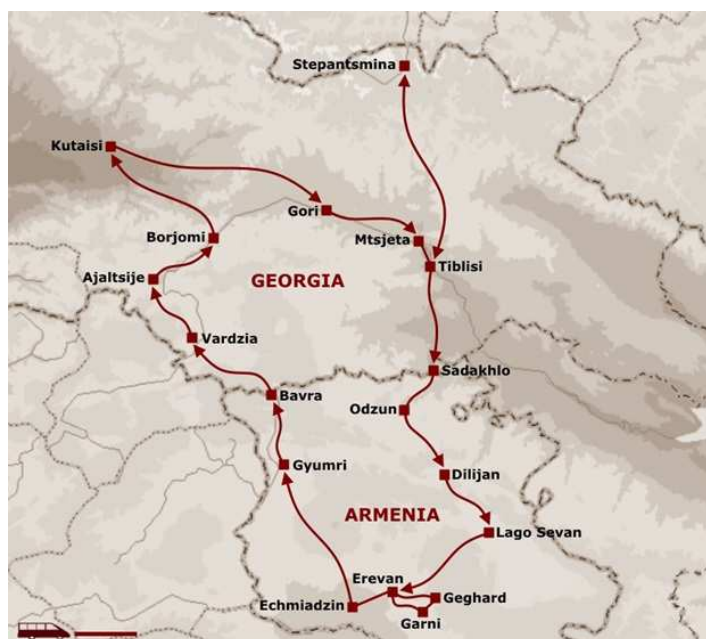 Stepantsmina
Kutaisi
Gori
Borjomi
Mtsjeta
Tiblisi
Ajaltsije
GEORGIA
Vardzia
Sadakhlo
Bavra
Odzun
Gyumri
Dilijan
ARMENIA
Lago Sevan
Erevan
Geghard
Echmiadzin
Garni